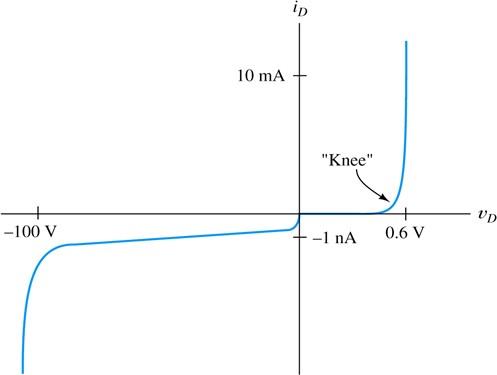 i_D
10 mA
"Knee"
v_D
–100 V
0.6 V
–1 nA